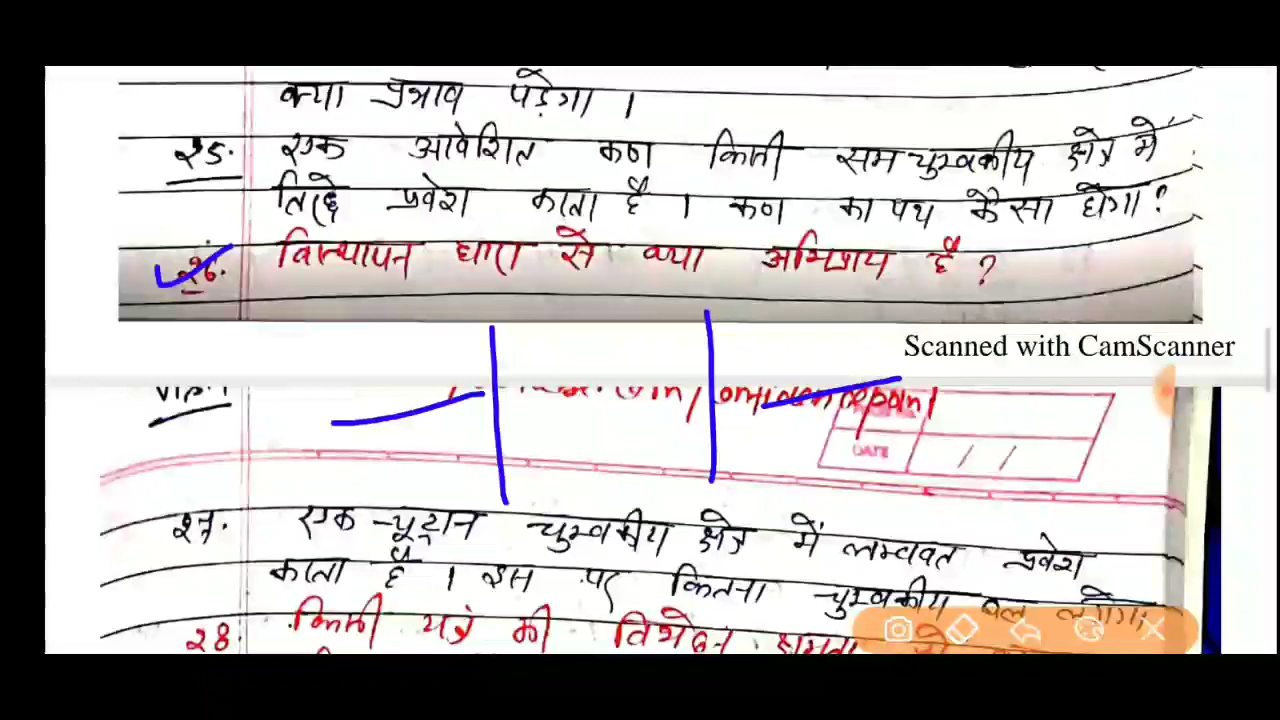 क्या प्रभाव पड़ेगा ।
२५. एक आवेशित कण किसी समचुम्बकीय क्षेत्र में
तिरछे प्रवेश करता है । कण का पथ कैसा होगा ?
२६. विस्थापन धारा से क्या अभिप्राय है ?
Scanned with CamScanner
DATE / /
२७. एक न्यूट्रान चुम्बकीय क्षेत्र में लम्बवत प्रवेश
करता है । इस पर कितना चुम्बकीय बल लगेगा
२८. किसी यंत्र की विभेदन क्षमता से